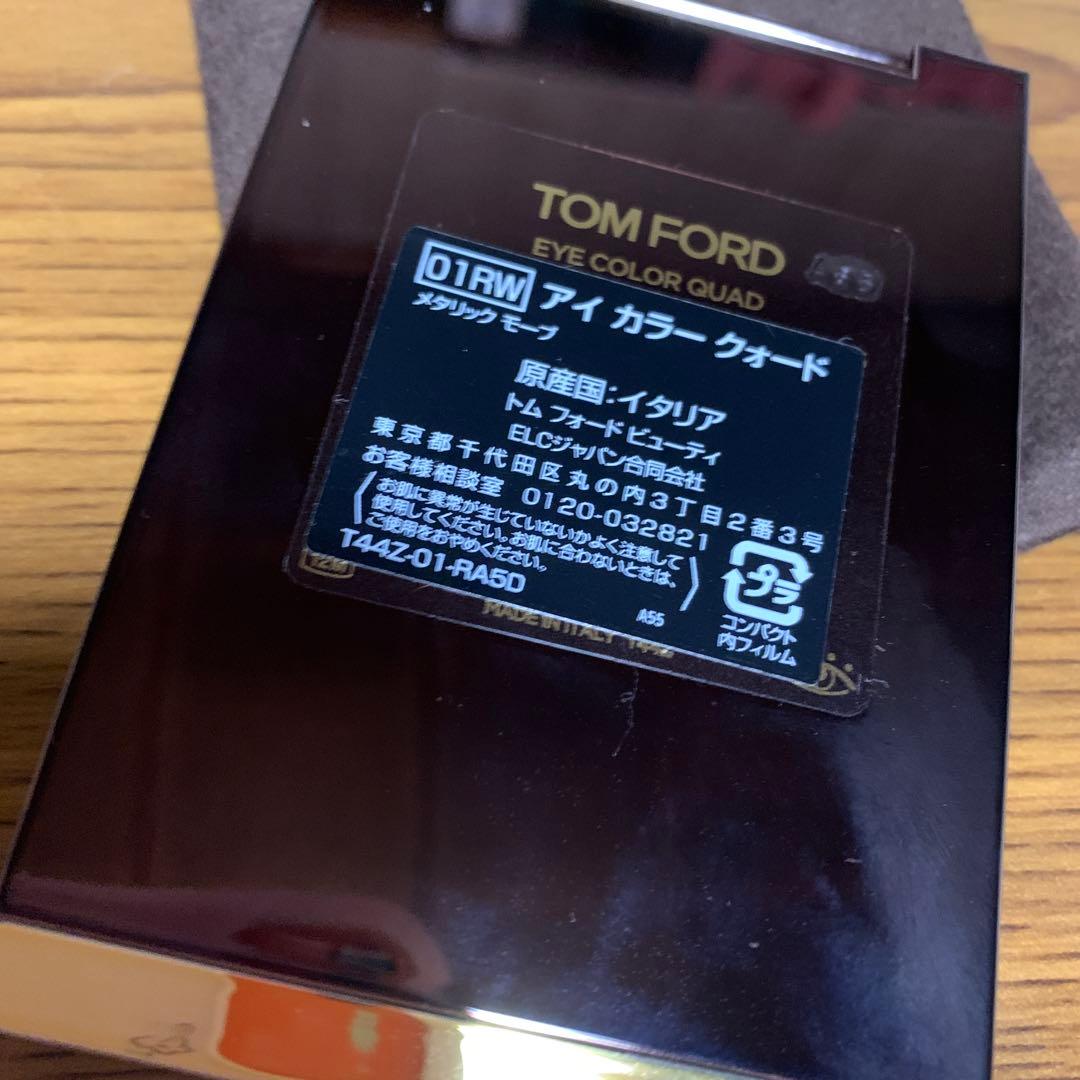 TOM FORD
EYE COLOR QUAD
01RW アイ カラー クォード
メタリック モーブ
原産国:イタリア
トム フォード ビューティ
ELCジャパン合同会社
東京都千代田区丸の内3丁目2番3号
お客様相談室 0120-032821
お肌に異常が生じていないかよく注意して
使用してください。お肌に合わないときは、
ご使用をおやめください。
T44Z-01-RA5D
A55
プラ
コンパクト
内フィルム
MADE IN ITALY